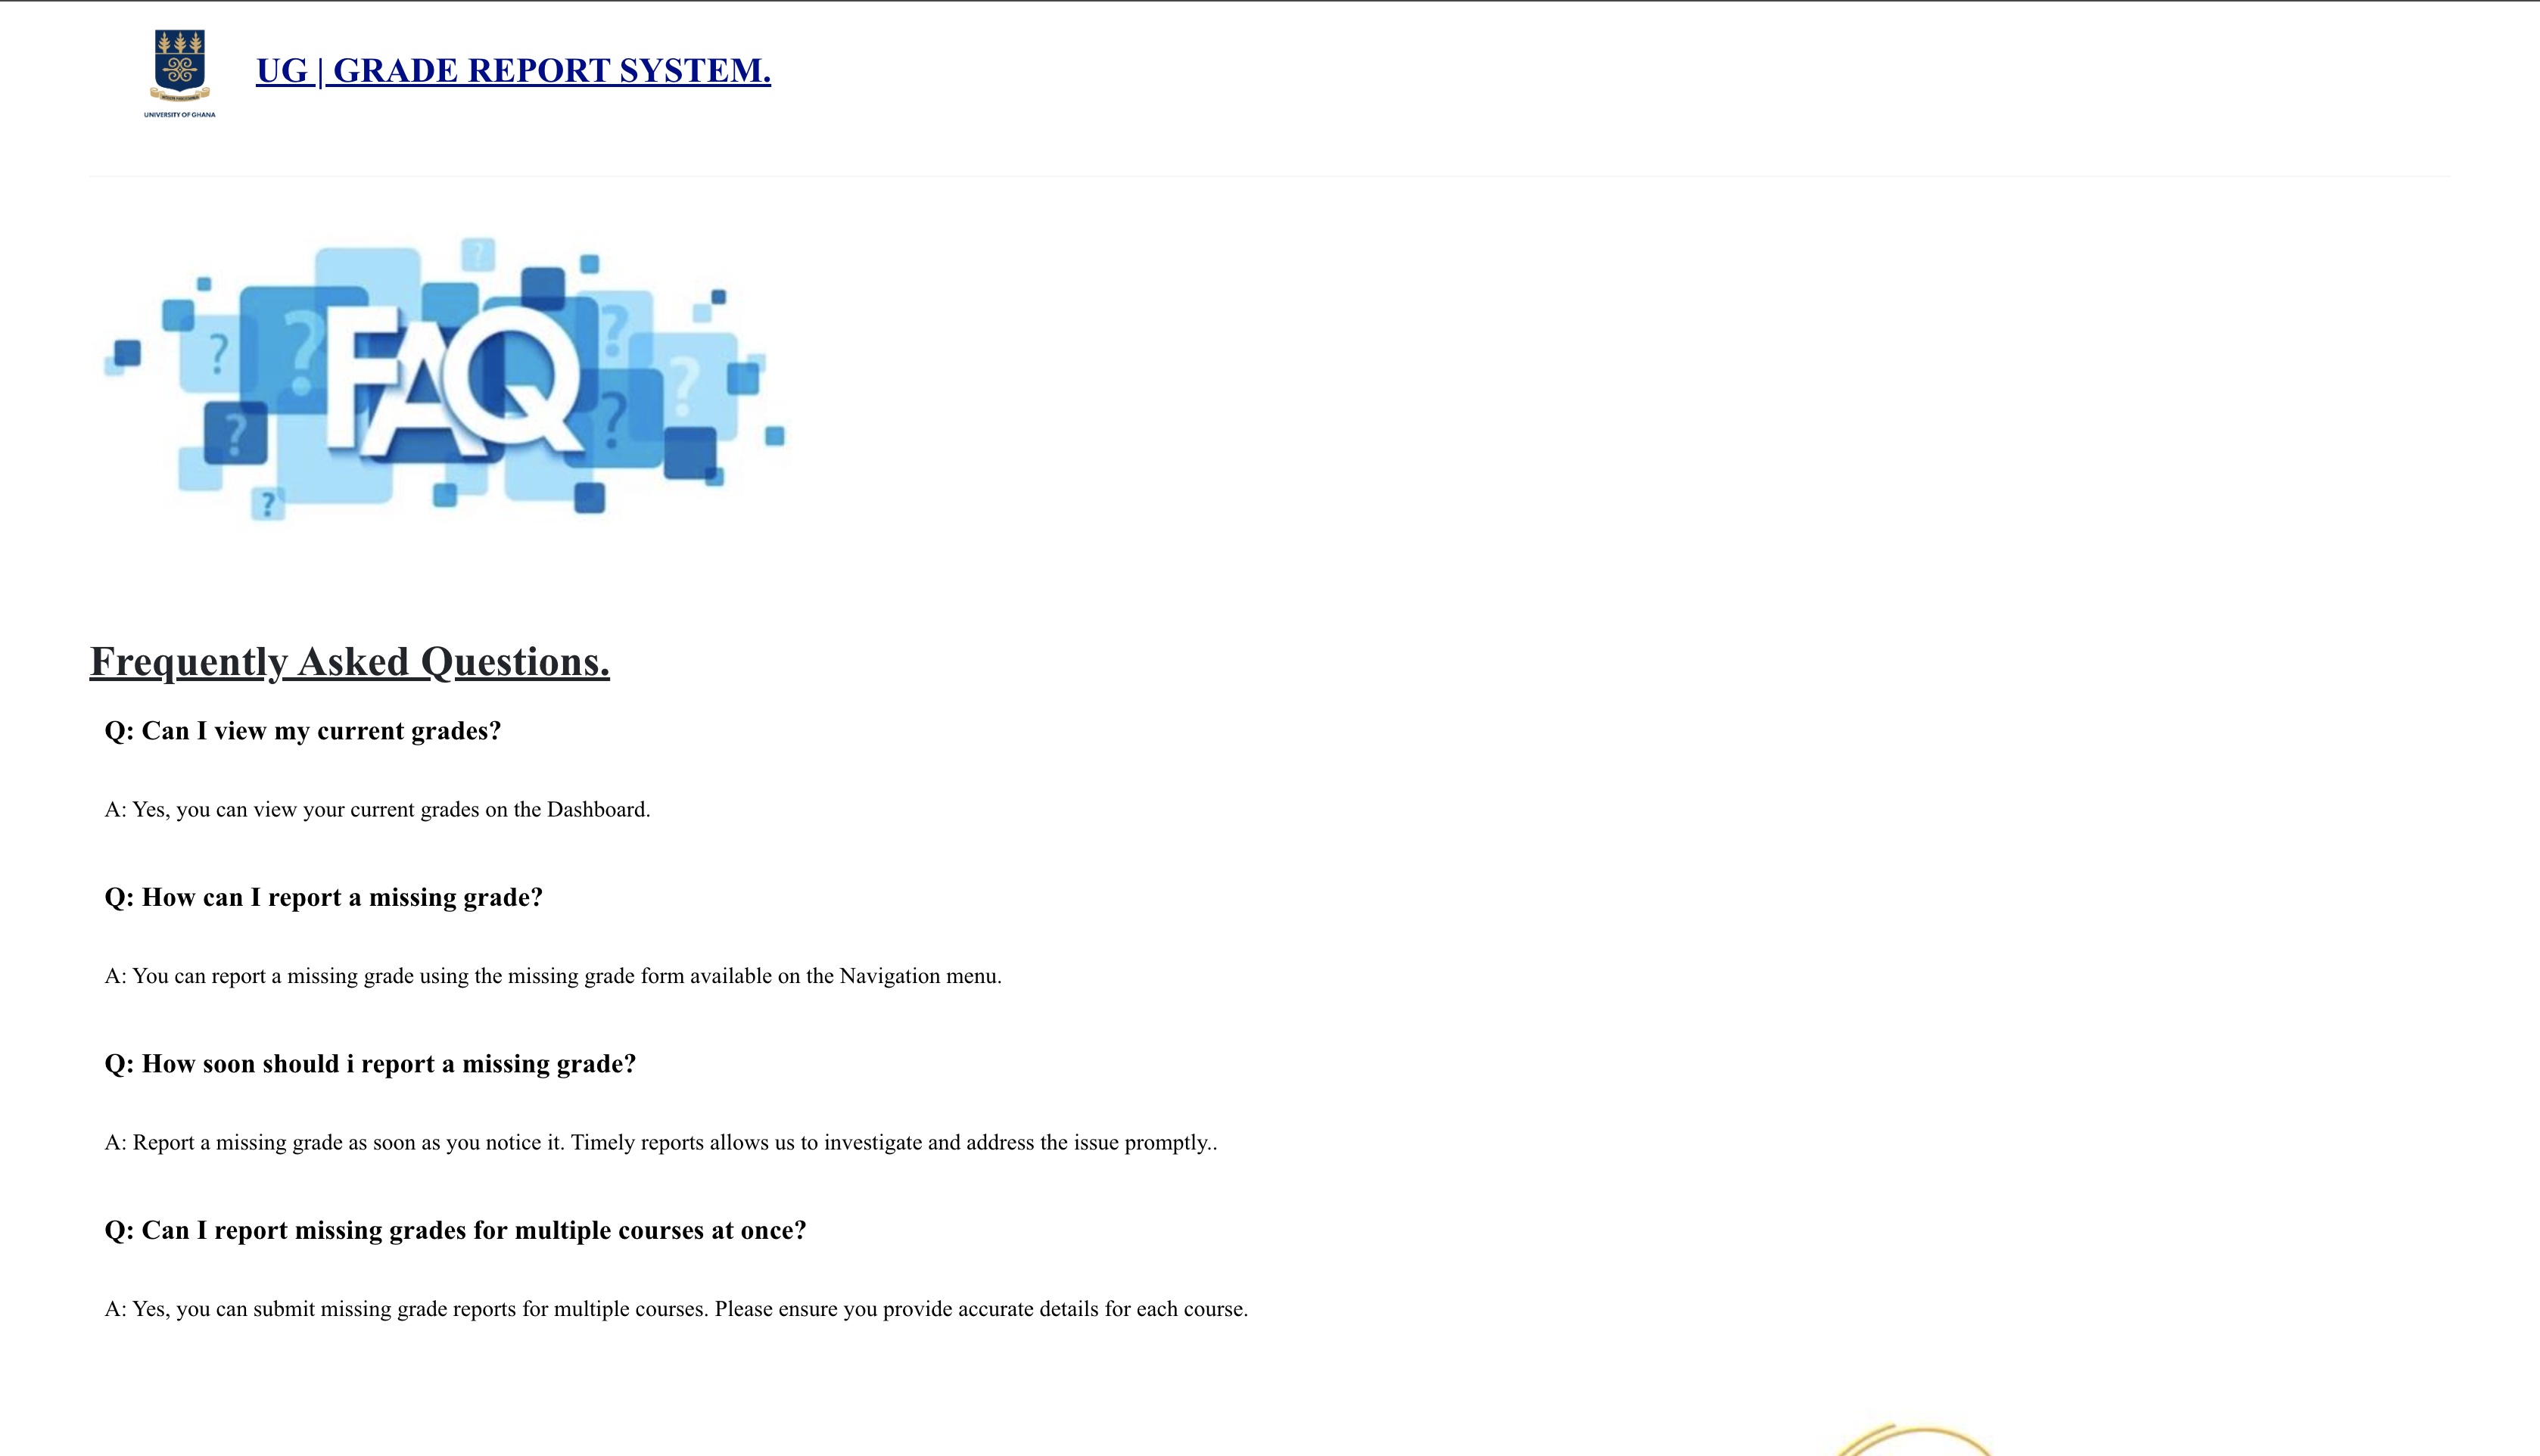 UNIVERSITY OF GHANA
UG | GRADE REPORT SYSTEM.
?
? ? ?
? ?
? ?
FAQ
?
Frequently Asked Questions.
Q: Can I view my current grades?
A: Yes, you can view your current grades on the Dashboard.
Q: How can I report a missing grade?
A: You can report a missing grade using the missing grade form available on the Navigation menu.
Q: How soon should i report a missing grade?
A: Report a missing grade as soon as you notice it. Timely reports allows us to investigate and address the issue promptly..
Q: Can I report missing grades for multiple courses at once?
A: Yes, you can submit missing grade reports for multiple courses. Please ensure you provide accurate details for each course.